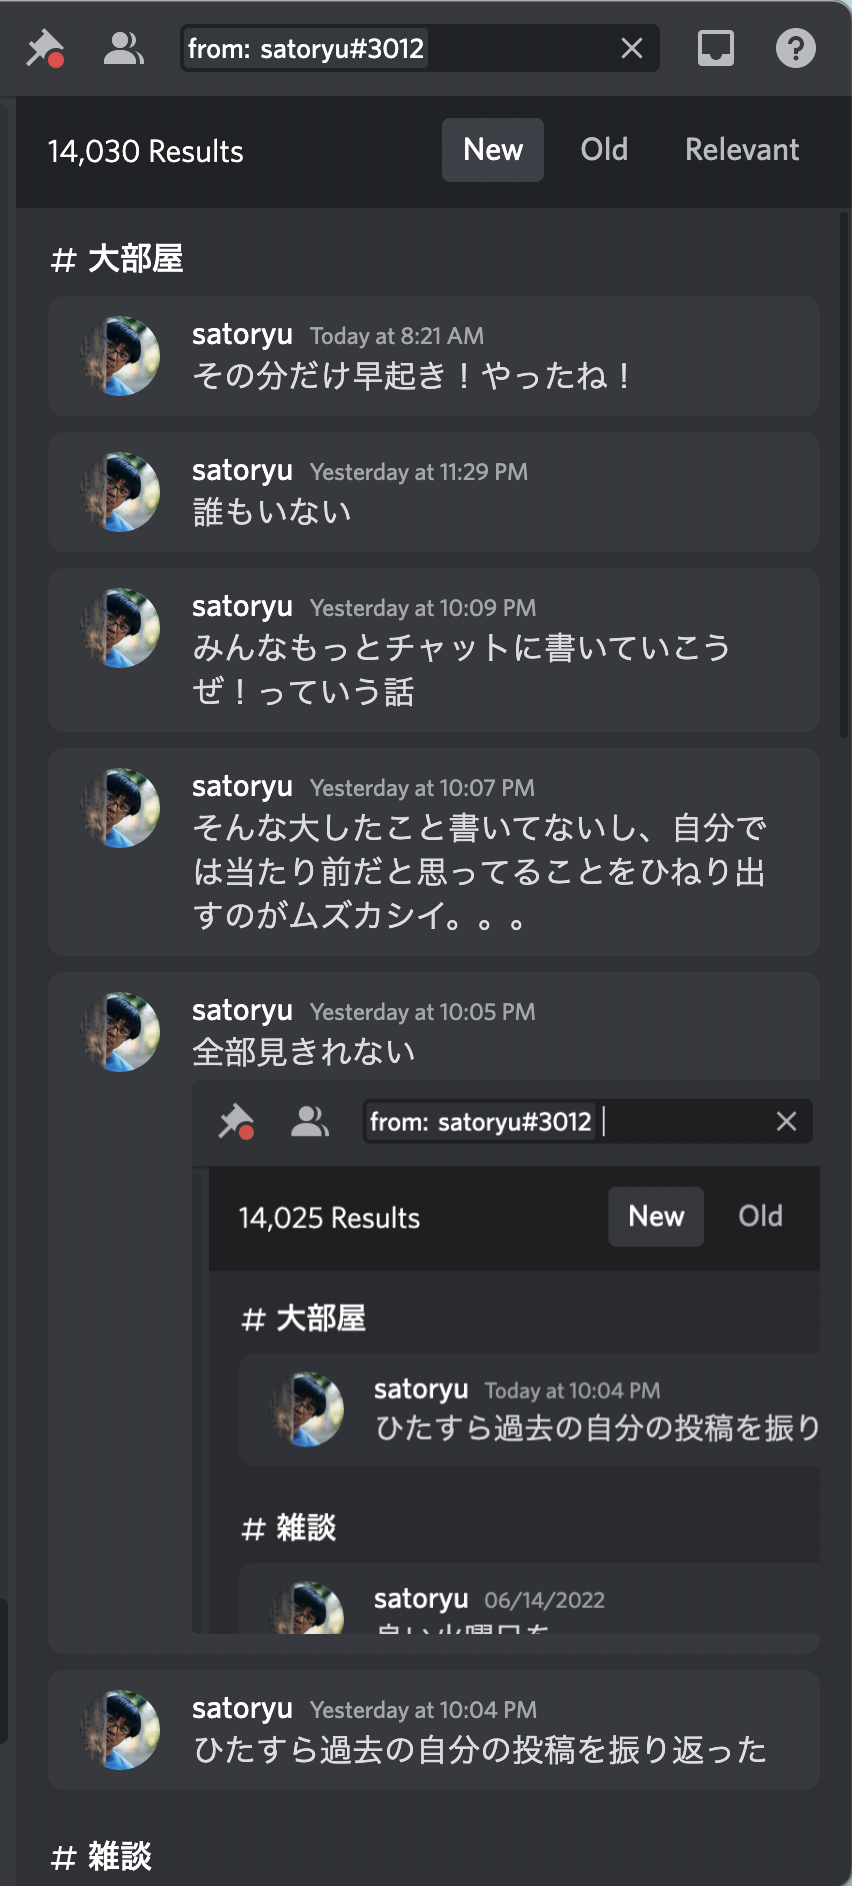 from: satoryu#3012
14,030 Results
New Old Relevant
# 大部屋
satoryu Today at 8:21 AM
その分だけ早起き！やったね！
satoryu Yesterday at 11:29 PM
誰もいない
satoryu Yesterday at 10:09 PM
みんなもっとチャットに書いていこう
ぜ！っていう話
satoryu Yesterday at 10:07 PM
そんな大したこと書いてないし、自分で
は当たり前だと思ってることをひねり出
すのがムズカシイ。。。
satoryu Yesterday at 10:05 PM
全部見きれない
from: satoryu#3012
14,025 Results
New Old
# 大部屋
satoryu Today at 10:04 PM
ひたすら過去の自分の投稿を振り
# 雑談
satoryu 06/14/2022
良い火曜日を
satoryu Yesterday at 10:04 PM
ひたすら過去の自分の投稿を振り返った
# 雑談